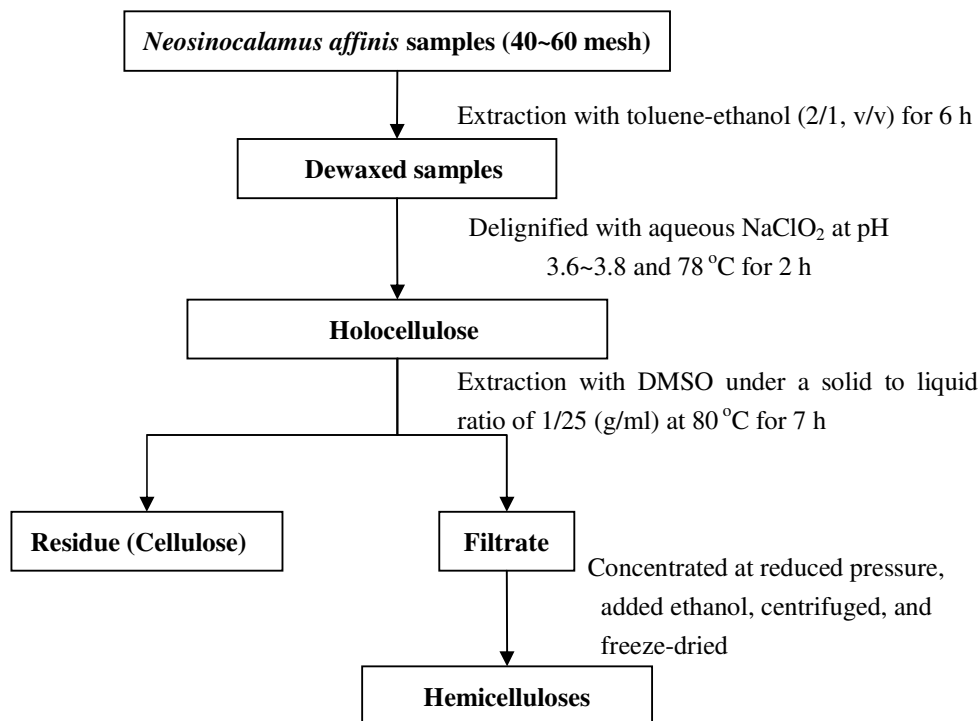 Neosinocalamus affinis samples (40~60 mesh)
Extraction with toluene-ethanol (2/1, v/v) for 6 h
Dewaxed samples
Delignified with aqueous NaClO₂ at pH
3.6~3.8 and 78 °C for 2 h
Holocellulose
Extraction with DMSO under a solid to liquid
ratio of 1/25 (g/ml) at 80 °C for 7 h
Residue (Cellulose)
Filtrate
Concentrated at reduced pressure,
added ethanol, centrifuged, and
freeze-dried
Hemicelluloses